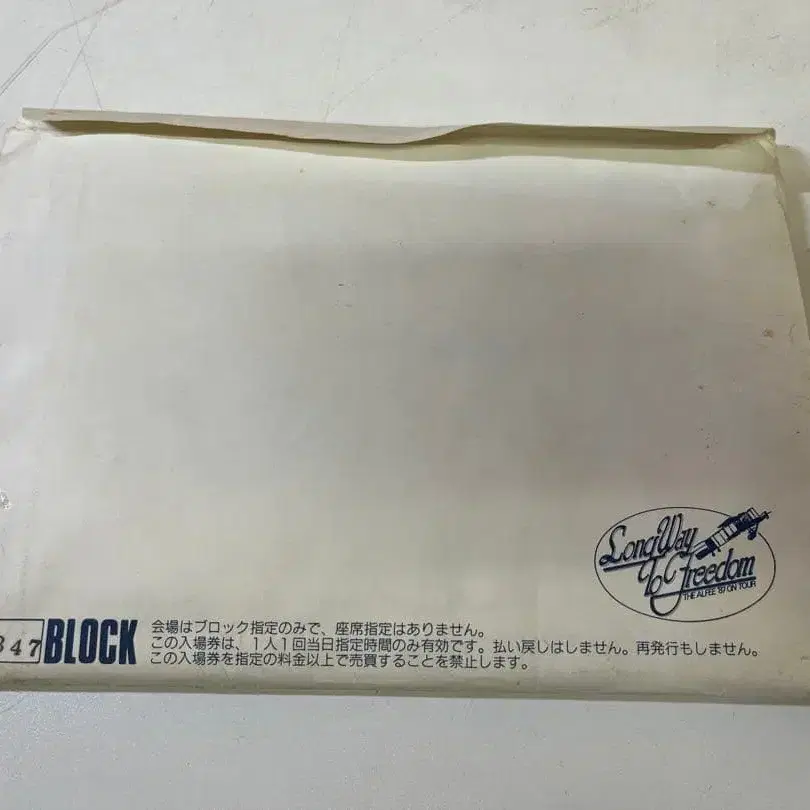 Long Way
To Freedom
THE ALFEE '89 ON TOUR
347 BLOCK
会場はブロック指定のみで、座席指定はありません。
この入場券は、1人1回当日指定時間のみ有効です。払い戻しはしません。再発行もしません。
この入場券を指定の料金以上で売買することを禁止します。